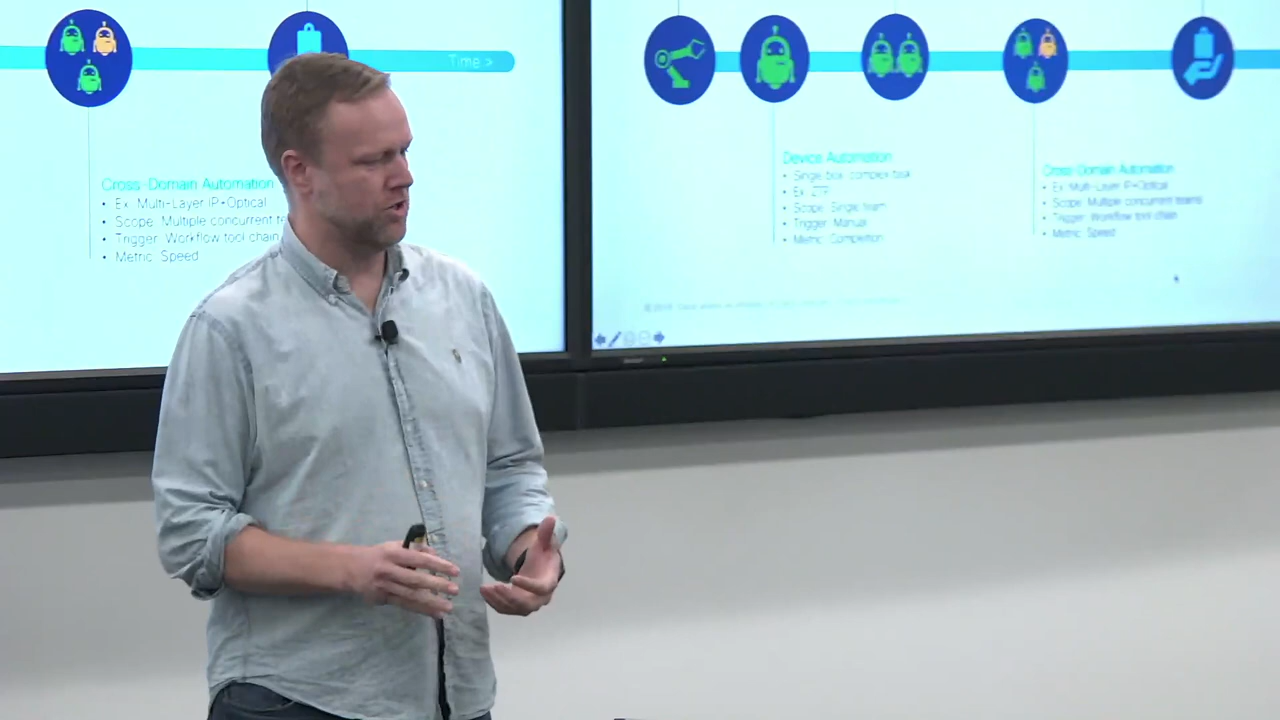 Time >
Cross-Domain Automation
• Ex: Multi-Layer IP+Optical
• Scope: Multiple concurrent te
• Trigger: Workflow tool chain
• Metric: Speed
Device Automation
• Single box, complex task
• Ex: ZTP
• Scope: Single team
• Trigger: Manual
• Metric: Completion
Cross-Domain Automation
• Ex: Multi-Layer IP+Optical
• Scope: Multiple concurrent teams
• Trigger: Workflow tool chain
• Metric: Speed